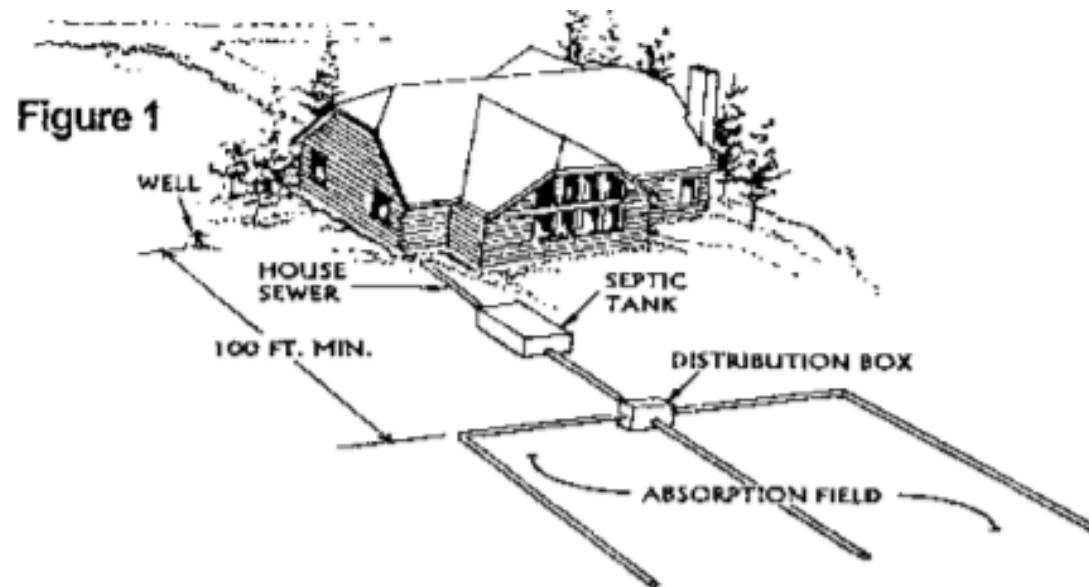 Figure 1
WELL
HOUSE
SEWER
SEPTIC
TANK
100 FT. MIN.
DISTRIBUTION BOX
ABSORPTION FIELD